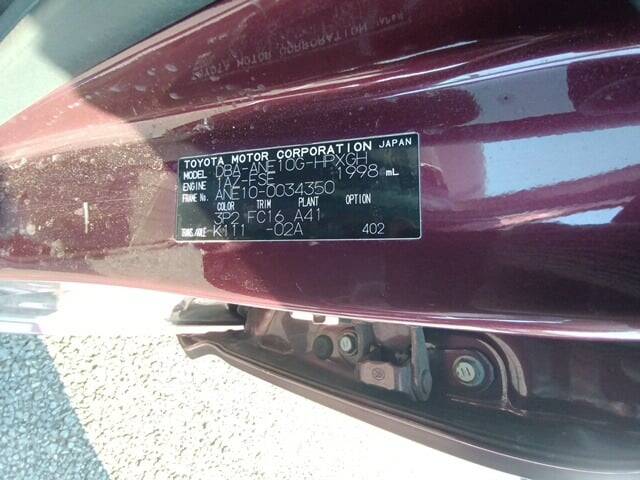 TOYOTA MOTOR CORPORATION JAPAN
MODEL DBA-ANE10G-HPXGH
ENGINE 1AZ-FSE 1998 mL
FRAME No. ANE10-0034350
COLOR TRIM PLANT OPTION
3P2 FC16 A41
TRANS./AXLE K111 -02A 402